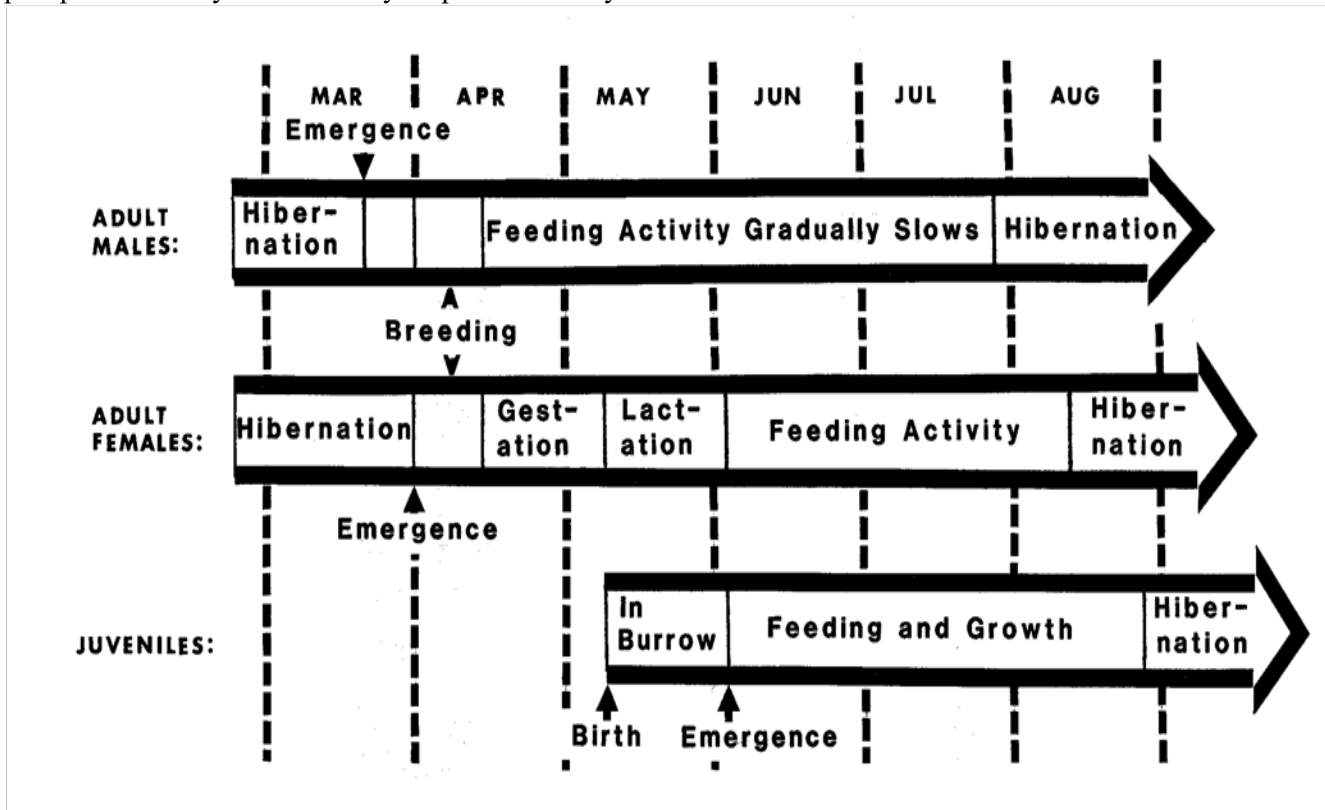 MAR APR MAY JUN JUL AUG
Emergence
ADULT
MALES:
Hiber-
nation
Feeding Activity Gradually Slows
Hibernation
Breeding
ADULT
FEMALES:
Hibernation
Gest-
ation
Lact-
ation
Feeding Activity
Hiber-
nation
Emergence
JUVENILES:
In
Burrow
Feeding and Growth
Hiber-
nation
Birth Emergence